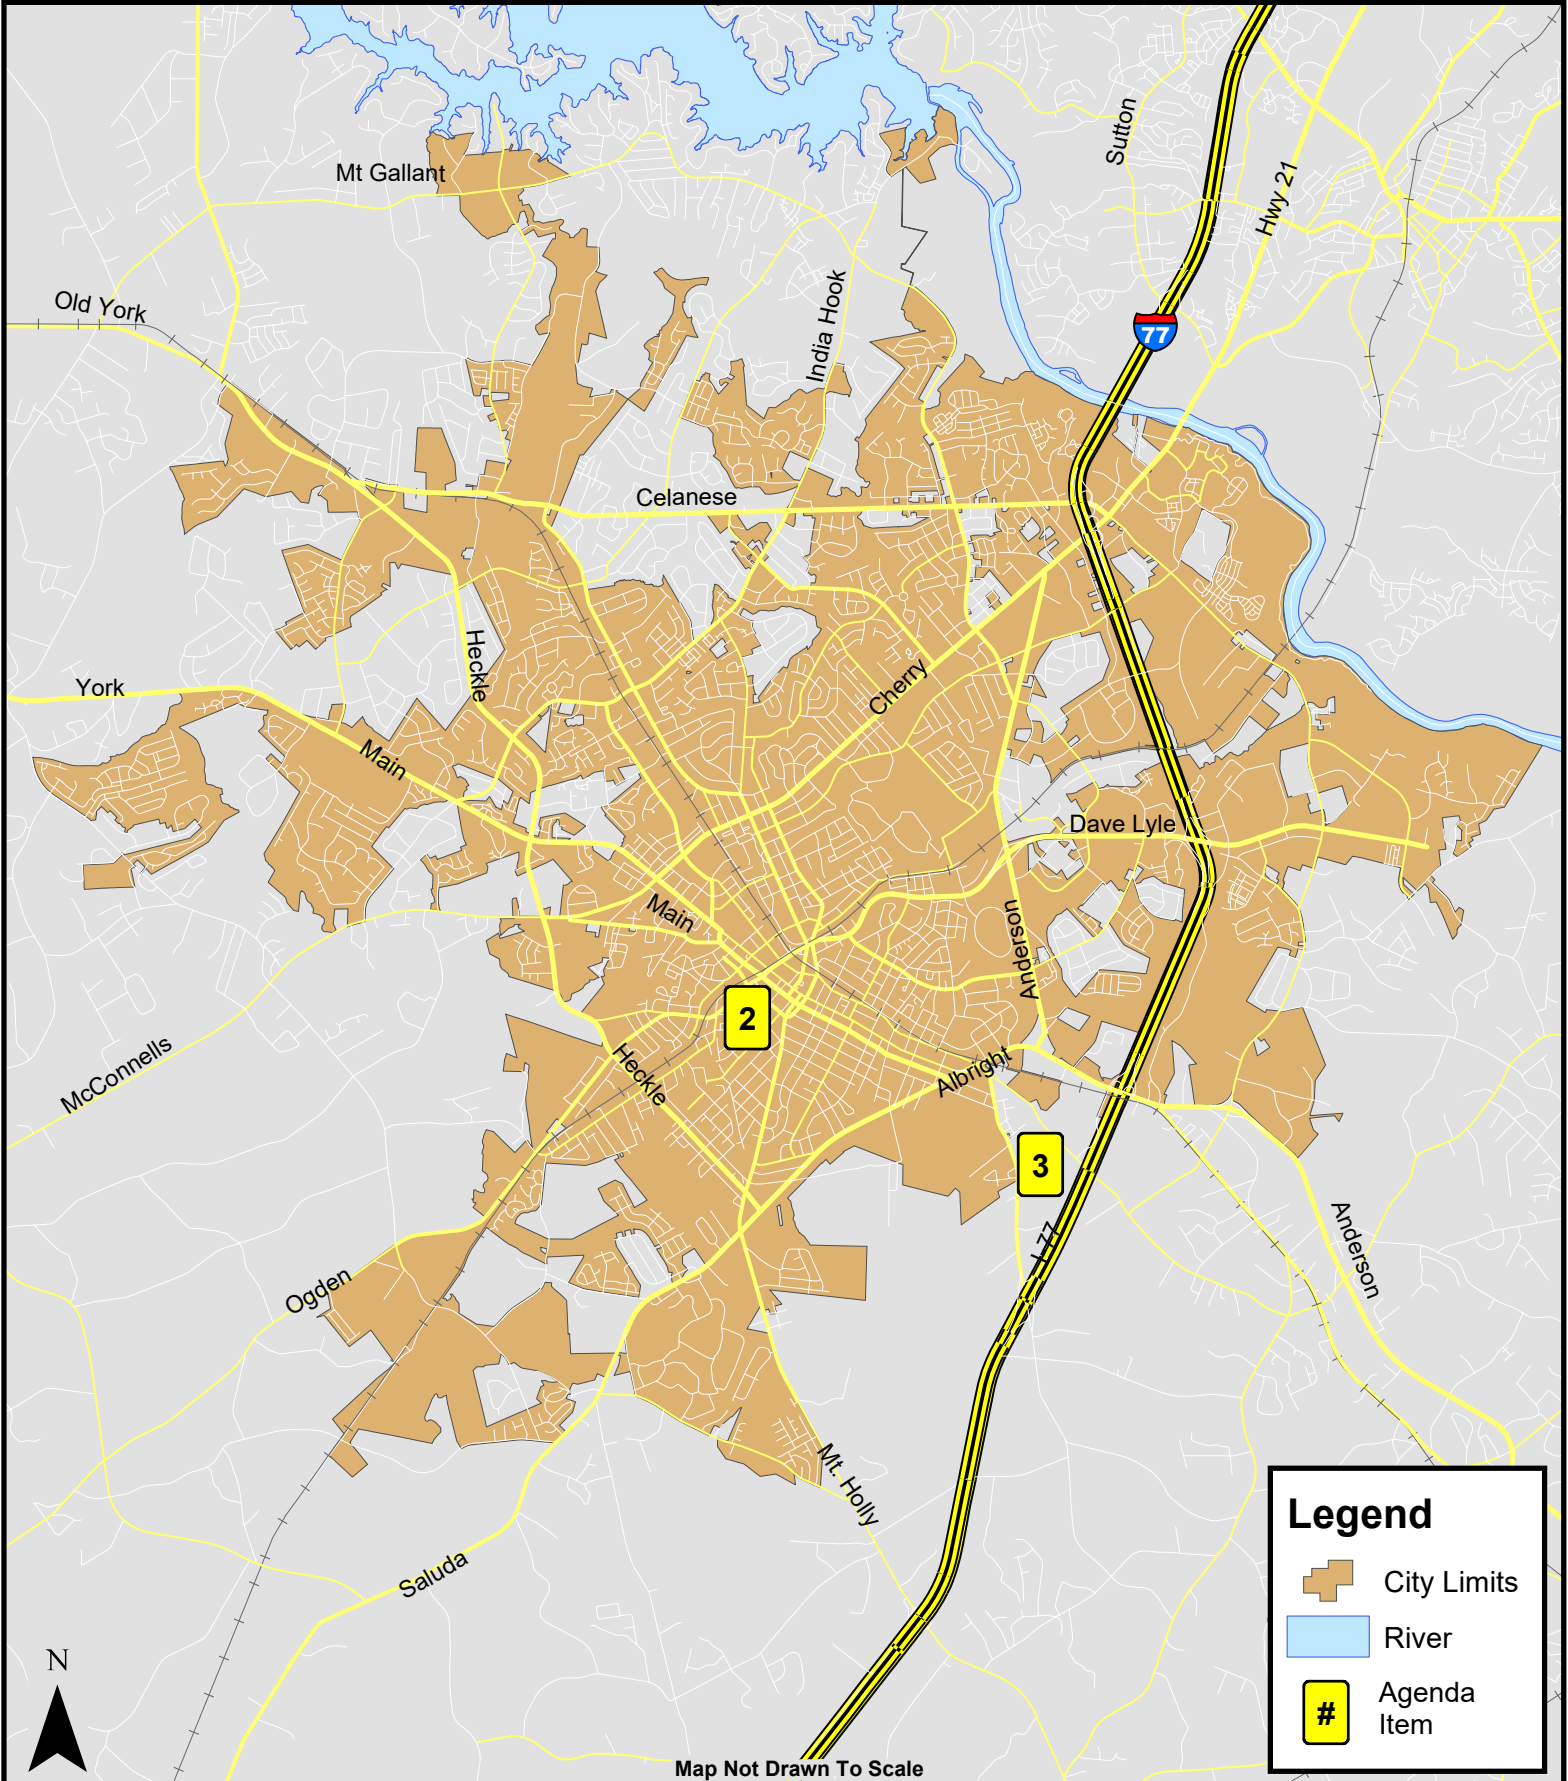 Sutton
Mt Gallant
Hwy 21
Old York
India Hook
77
Celanese
Heckle
York
Cherry
Main
Dave Lyle
Main
Anderson
2
McConnells
Heckle
Albright
3
I-77
Anderson
Ogden
Mt. Holly
Saluda
N
Legend
City Limits
River
#
Agenda
Item
Map Not Drawn To Scale